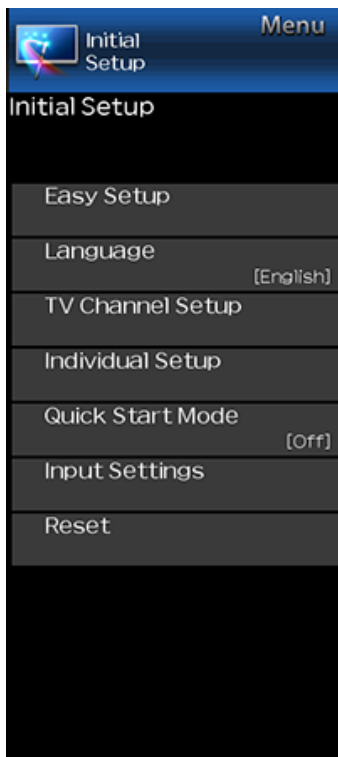 Menu
Initial
Setup
Initial Setup
Easy Setup
Language
[English]
TV Channel Setup
Individual Setup
Quick Start Mode
[Off]
Input Settings
Reset